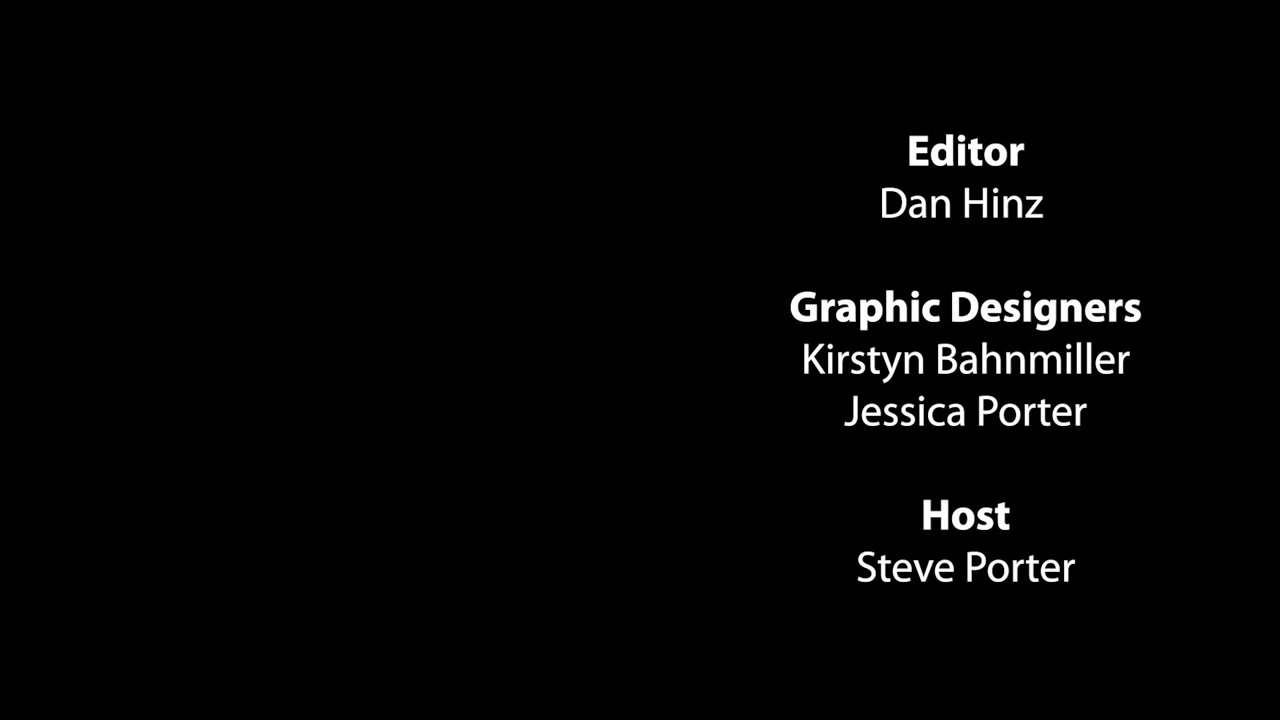 Editor
Dan Hinz
Graphic Designers
Kirstyn Bahnmiller
Jessica Porter
Host
Steve Porter